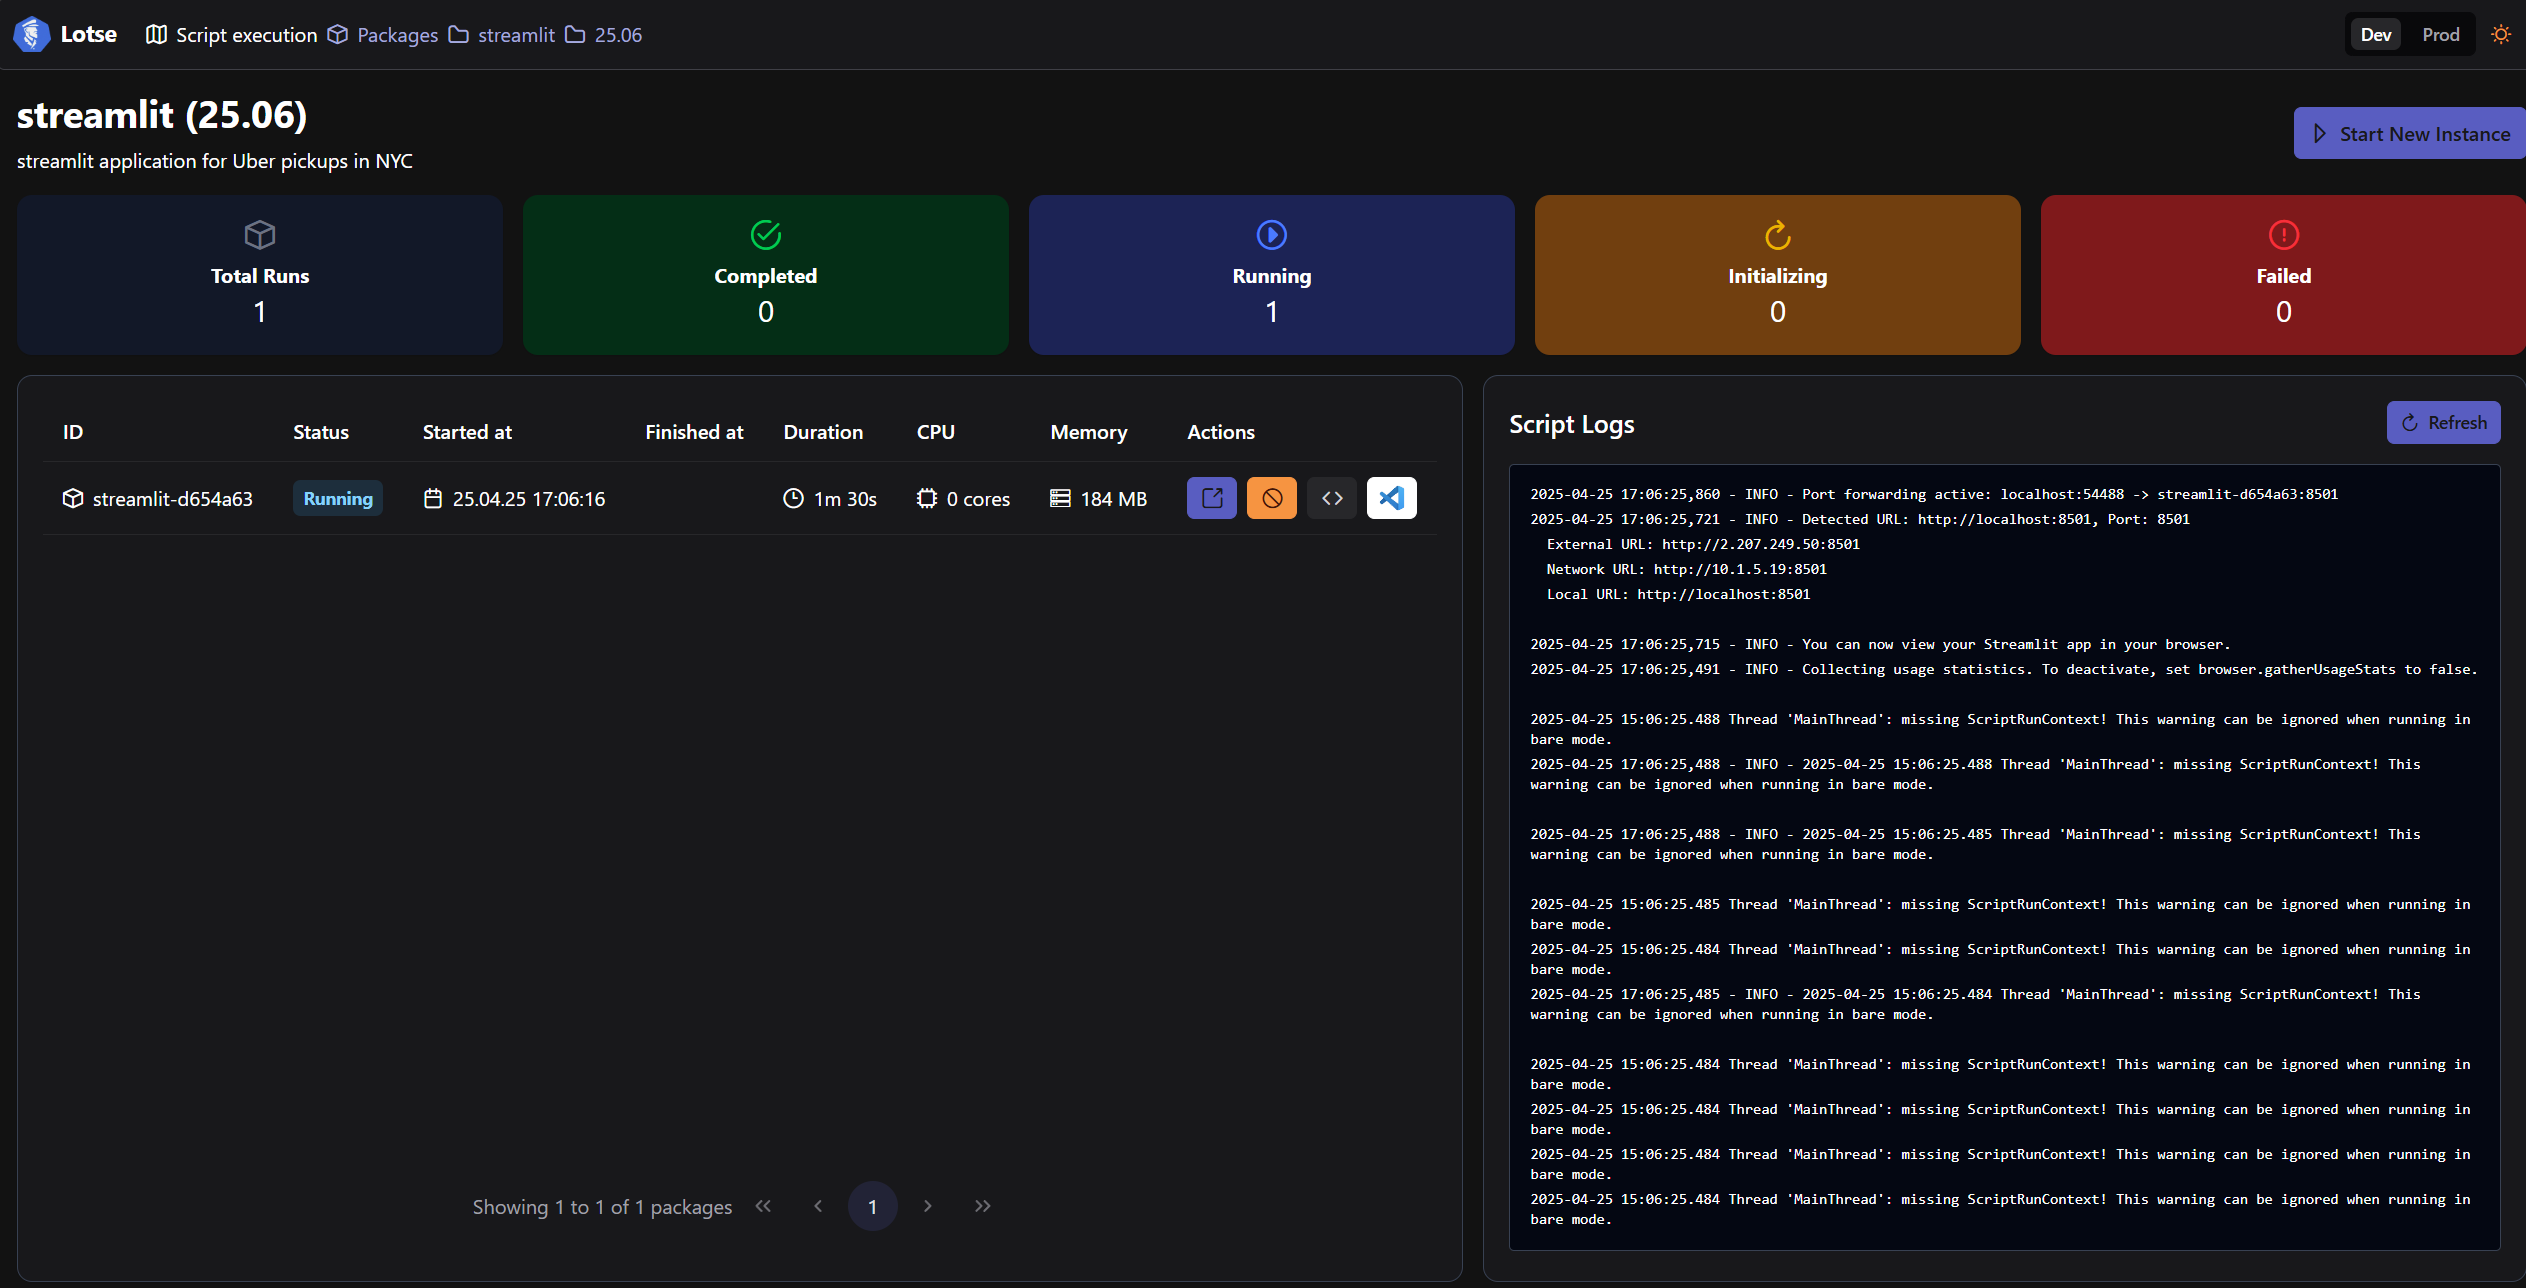 Lotse
Script execution
Packages
streamlit
25.06
Dev
Prod
streamlit (25.06)
streamlit application for Uber pickups in NYC
Start New Instance
Total Runs
1
Completed
0
Running
1
Initializing
0
Failed
0
ID Status Started at Finished at Duration CPU Memory Actions
streamlit-d654a63 Running 25.04.25 17:06:16 1m 30s 0 cores 184 MB
Showing 1 to 1 of 1 packages
1
Script Logs
Refresh
2025-04-25 17:06:25,860 - INFO - Port forwarding active: localhost:54488 -> streamlit-d654a63:8501
2025-04-25 17:06:25,721 - INFO - Detected URL: http://localhost:8501, Port: 8501
External URL: http://2.207.249.50:8501
Network URL: http://10.1.5.19:8501
Local URL: http://localhost:8501
2025-04-25 17:06:25,715 - INFO - You can now view your Streamlit app in your browser.
2025-04-25 17:06:25,491 - INFO - Collecting usage statistics. To deactivate, set browser.gatherUsageStats to false.
2025-04-25 15:06:25.488 Thread 'MainThread': missing ScriptRunContext! This warning can be ignored when running in
bare mode.
2025-04-25 17:06:25,488 - INFO - 2025-04-25 15:06:25.488 Thread 'MainThread': missing ScriptRunContext! This
warning can be ignored when running in bare mode.
2025-04-25 17:06:25,488 - INFO - 2025-04-25 15:06:25.485 Thread 'MainThread': missing ScriptRunContext! This
warning can be ignored when running in bare mode.
2025-04-25 15:06:25.485 Thread 'MainThread': missing ScriptRunContext! This warning can be ignored when running in
bare mode.
2025-04-25 15:06:25.484 Thread 'MainThread': missing ScriptRunContext! This warning can be ignored when running in
bare mode.
2025-04-25 17:06:25,485 - INFO - 2025-04-25 15:06:25.484 Thread 'MainThread': missing ScriptRunContext! This
warning can be ignored when running in bare mode.
2025-04-25 15:06:25.484 Thread 'MainThread': missing ScriptRunContext! This warning can be ignored when running in
bare mode.
2025-04-25 15:06:25.484 Thread 'MainThread': missing ScriptRunContext! This warning can be ignored when running in
bare mode.
2025-04-25 15:06:25.484 Thread 'MainThread': missing ScriptRunContext! This warning can be ignored when running in
bare mode.
2025-04-25 15:06:25.484 Thread 'MainThread': missing ScriptRunContext! This warning can be ignored when running in
bare mode.